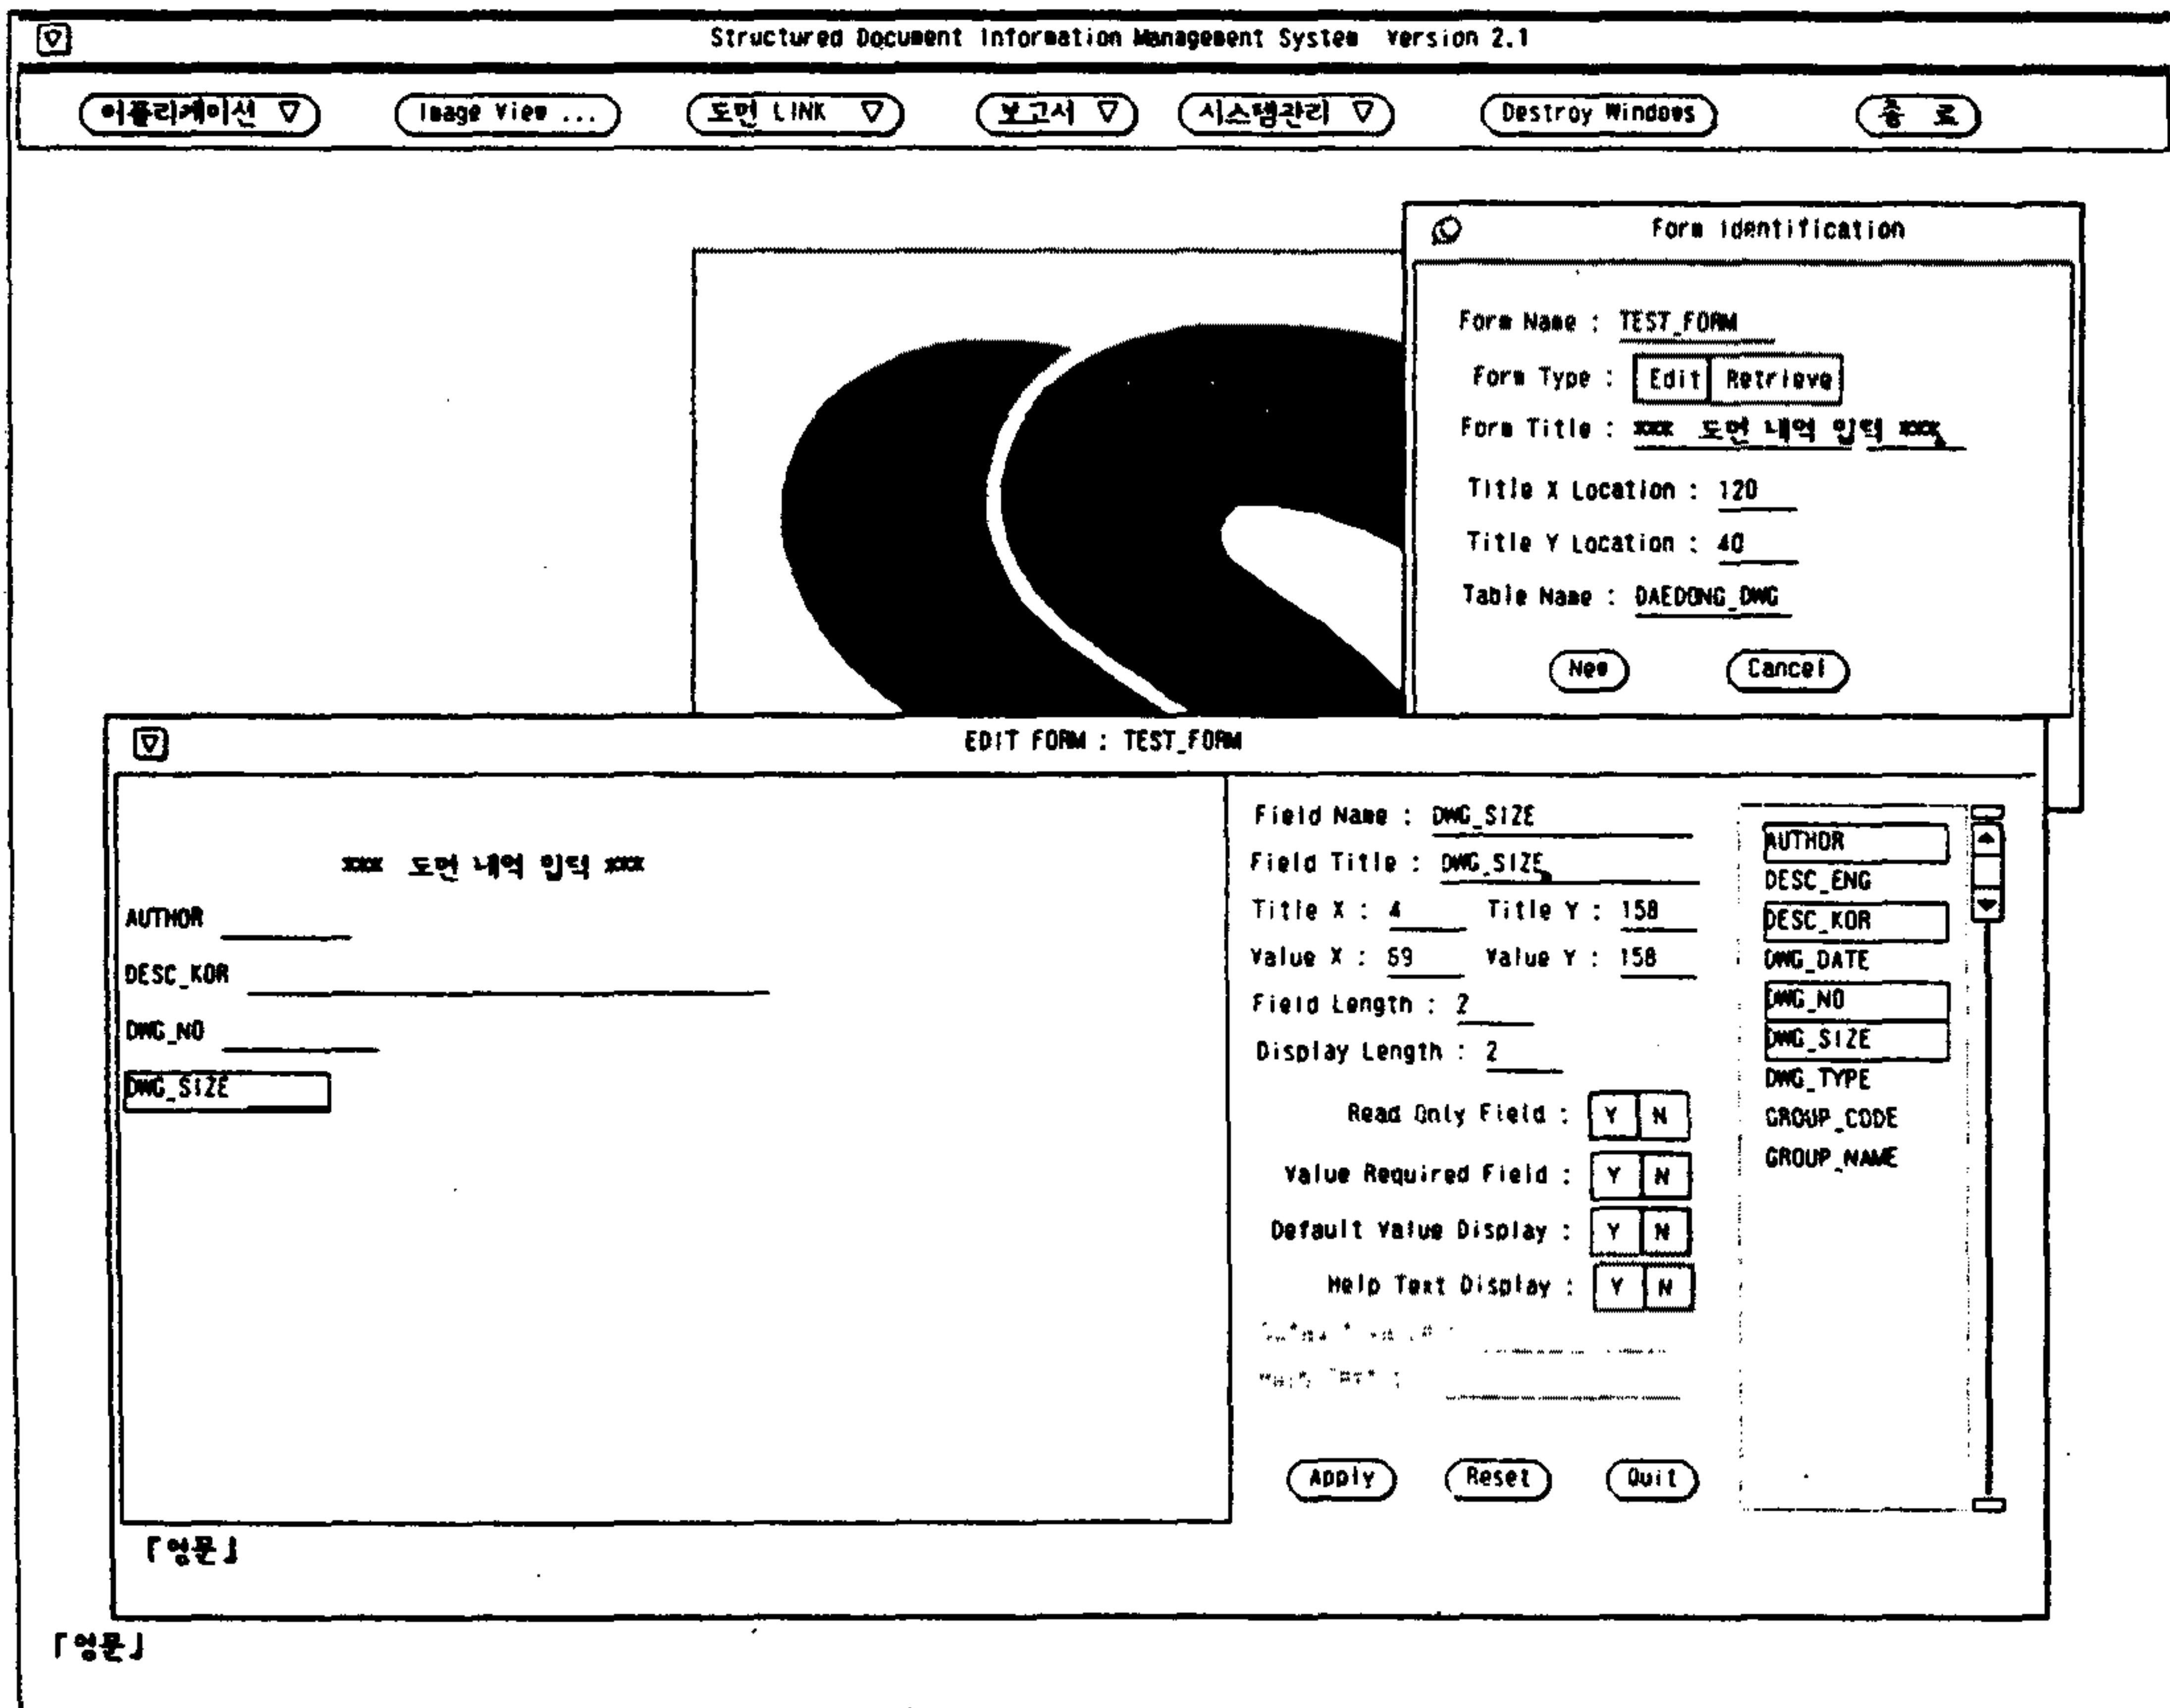 Structured Document Information Management System Version 2.1
어플리케이션 Image View ... 도면 LINK 보고서 시스템관리 Destroy Windows 종 료
Form Identification
Form Name : TEST_FORM
Form Type : Edit Retrieve
Form Title : *** 도면 내역 입력 ***
Title X Location : 120
Title Y Location : 40
Table Name : DAEDONG_DWG
New Cancel
EDIT FORM : TEST_FORM
*** 도면 내역 입력 ***
AUTHOR
DESC_KOR
DWG_NO
DWG_SIZE
Field Name : DWG_SIZE
Field Title : DWG_SIZE
Title X : 4 Title Y : 158
Value X : 69 Value Y : 158
Field Length : 2
Display Length : 2
Read Only Field : Y N
Value Required Field : Y N
Default Value Display : Y N
Help Text Display : Y N
Apply Reset Quit
AUTHOR
DESC_ENG
DESC_KOR
DWG_DATE
DWG_NO
DWG_SIZE
DWG_TYPE
GROUP_CODE
GROUP_NAME
「영문」
「영문」